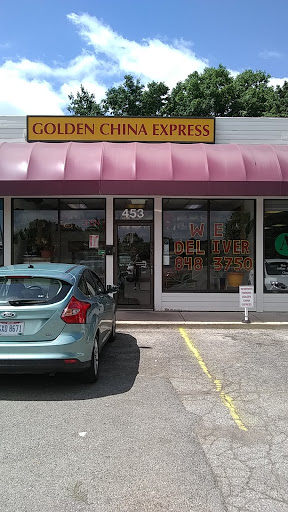 GOLDEN CHINA EXPRESS
453
WE
DELIVER
848 3750